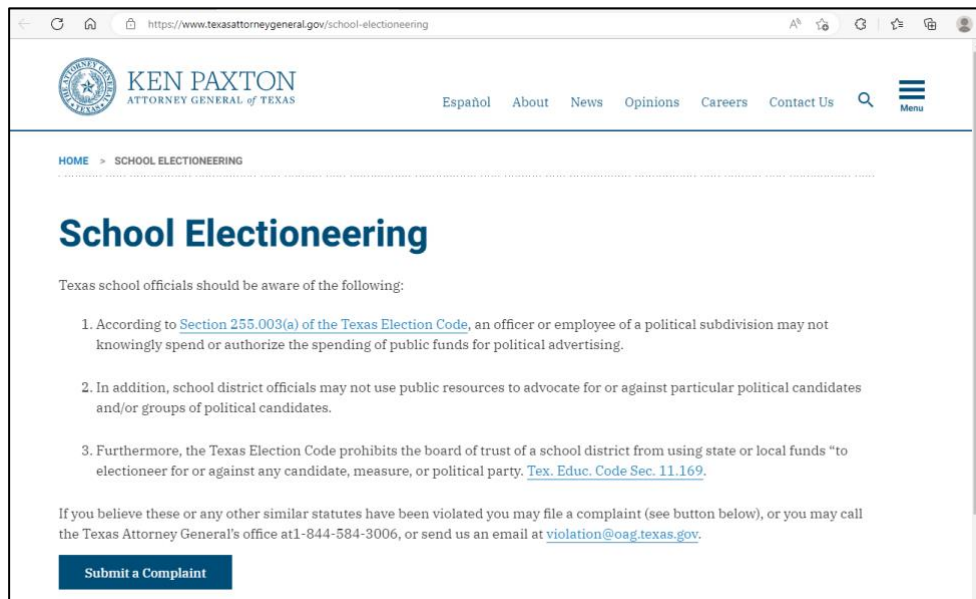 https://www.texasattorneygeneral.gov/school-electioneering
KEN PAXTON
ATTORNEY GENERAL of TEXAS
Español About News Opinions Careers Contact Us
Menu
HOME > SCHOOL ELECTIONEERING
School Electioneering
Texas school officials should be aware of the following:
1. According to Section 255.003(a) of the Texas Election Code, an officer or employee of a political subdivision may not
knowingly spend or authorize the spending of public funds for political advertising.
2. In addition, school district officials may not use public resources to advocate for or against particular political candidates
and/or groups of political candidates.
3. Furthermore, the Texas Election Code prohibits the board of trust of a school district from using state or local funds “to
electioneer for or against any candidate, measure, or political party. Tex. Educ. Code Sec. 11.169.
If you believe these or any other similar statutes have been violated you may file a complaint (see button below), or you may call
the Texas Attorney General’s office at1-844-584-3006, or send us an email at violation@oag.texas.gov.
Submit a Complaint